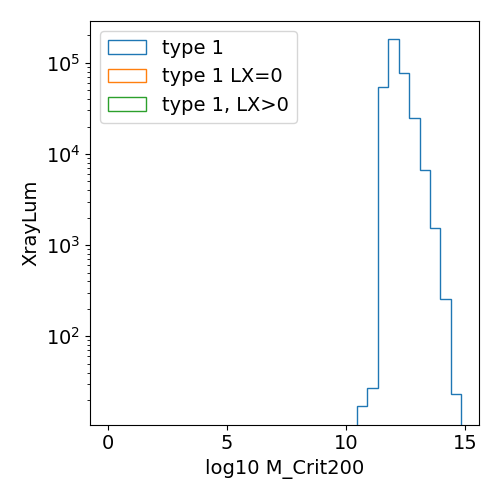 type 1
type 1 LX=0
type 1, LX>0
10^5
10^4
10^3
10^2
XrayLum
0 5 10 15
log10 M_Crit200